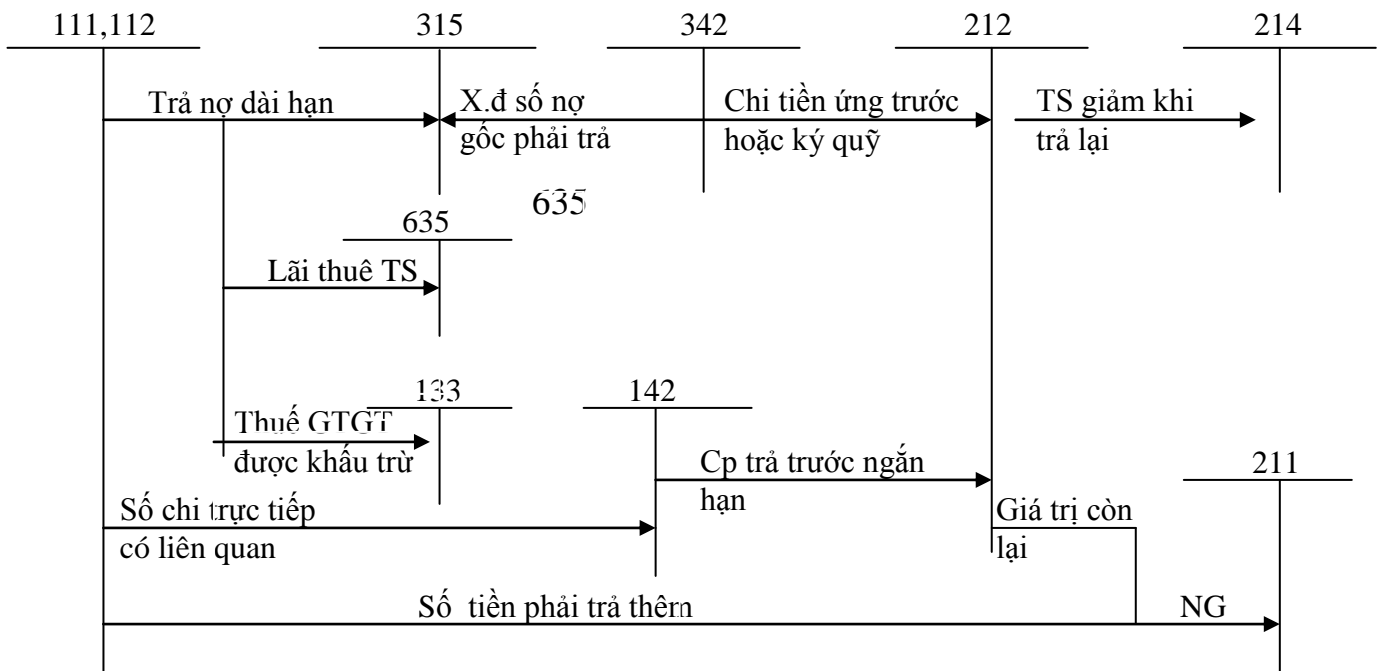 111,112 315 342 212 214
Trả nợ dài hạn
X.đ số nợ
gốc phải trả
Chi tiền ứng trước
hoặc ký quỹ
TS giảm khi
trả lại
635
635
Lãi thuê TS
133 142
Thuế GTGT
được khấu trừ
Cp trả trước ngắn
hạn
211
Số chi trực tiếp
có liên quan
Giá trị còn
lại
Số tiền phải trả thêm
NG